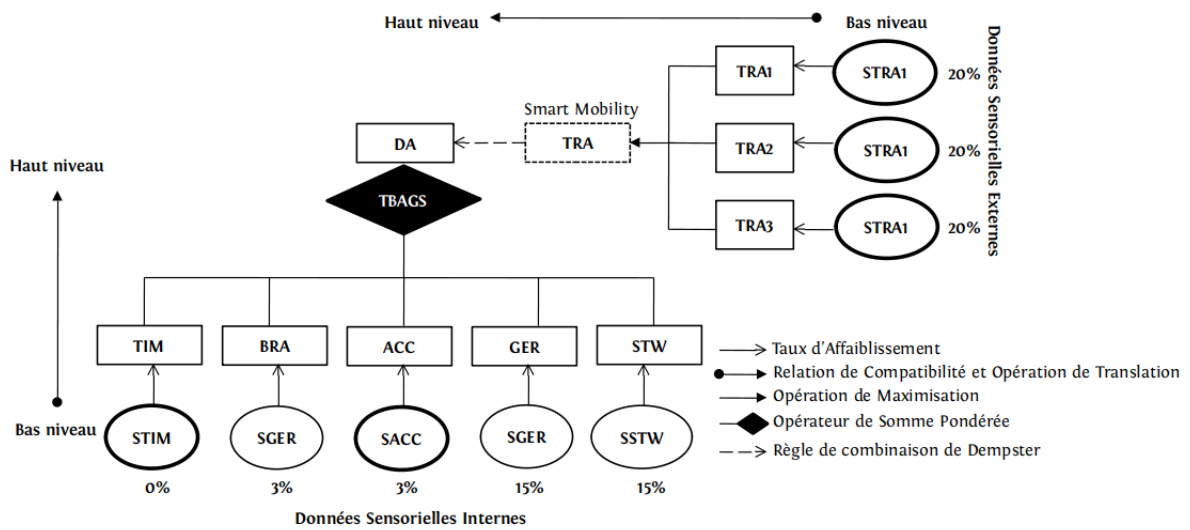 Haut niveau
Bas niveau
TRA1
STRA1
20%
Données Sensorielles Externes
Smart Mobility
DA
TRA
TRA2
STRA1
20%
Haut niveau
TBAGS
TRA3
STRA1
20%
TIM
BRA
ACC
GER
STW
Taux d'Affaiblissement
Relation de Compatibilité et Opération de Translation
Opération de Maximisation
Bas niveau
STIM
SGER
SACC
SGER
SSTW
Opérateur de Somme Pondérée
Règle de combinaison de Dempster
0%
3%
3%
15%
15%
Données Sensorielles Internes